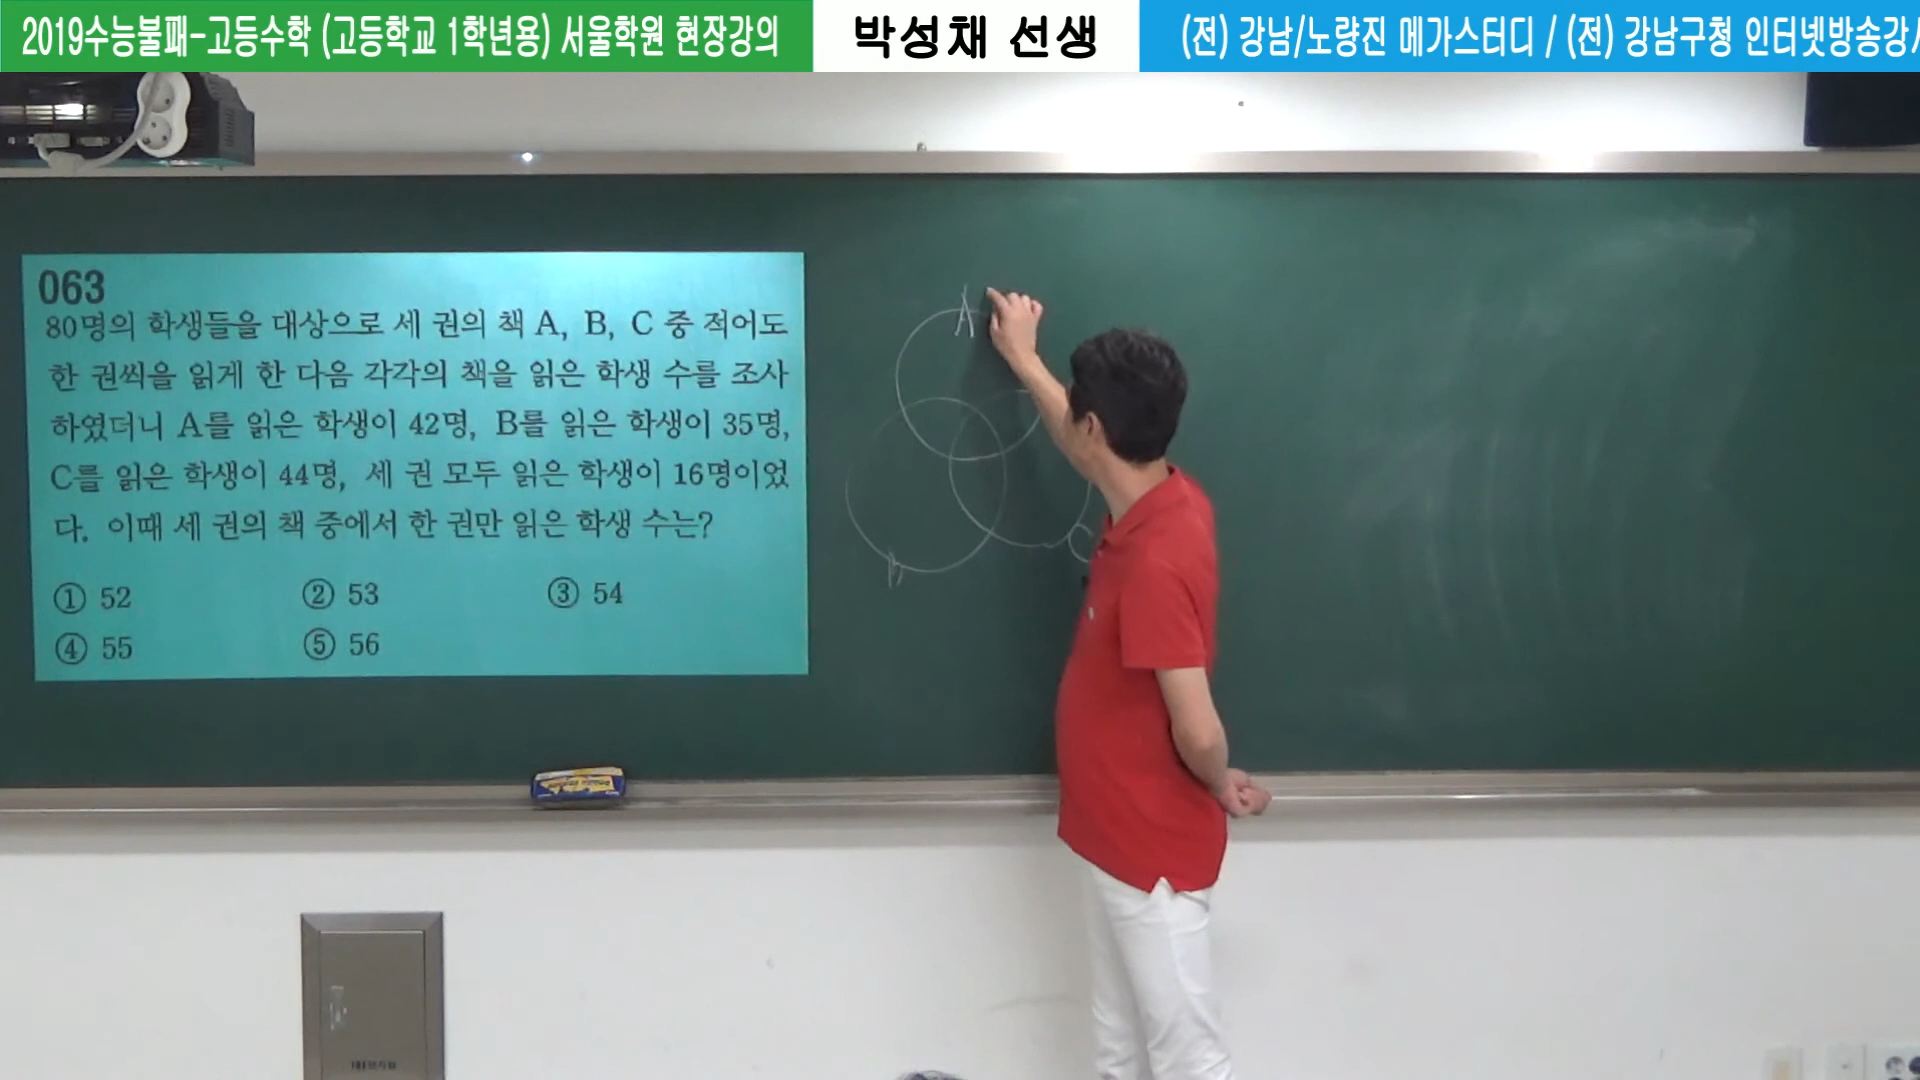 2019수능불패-고등수학 (고등학교 1학년용) 서울학원 현장강의
박성채 선생
(전) 강남/노량진 메가스터디 / (전) 강남구청 인터넷방송강사
063
80명의 학생들을 대상으로 세 권의 책 A, B, C 중 적어도
한 권씩을 읽게 한 다음 각각의 책을 읽은 학생 수를 조사
하였더니 A를 읽은 학생이 42명, B를 읽은 학생이 35명,
C를 읽은 학생이 44명, 세 권 모두 읽은 학생이 16명이었
다. 이때 세 권의 책 중에서 한 권만 읽은 학생 수는?
① 52 ② 53 ③ 54
④ 55 ⑤ 56
A
B
C